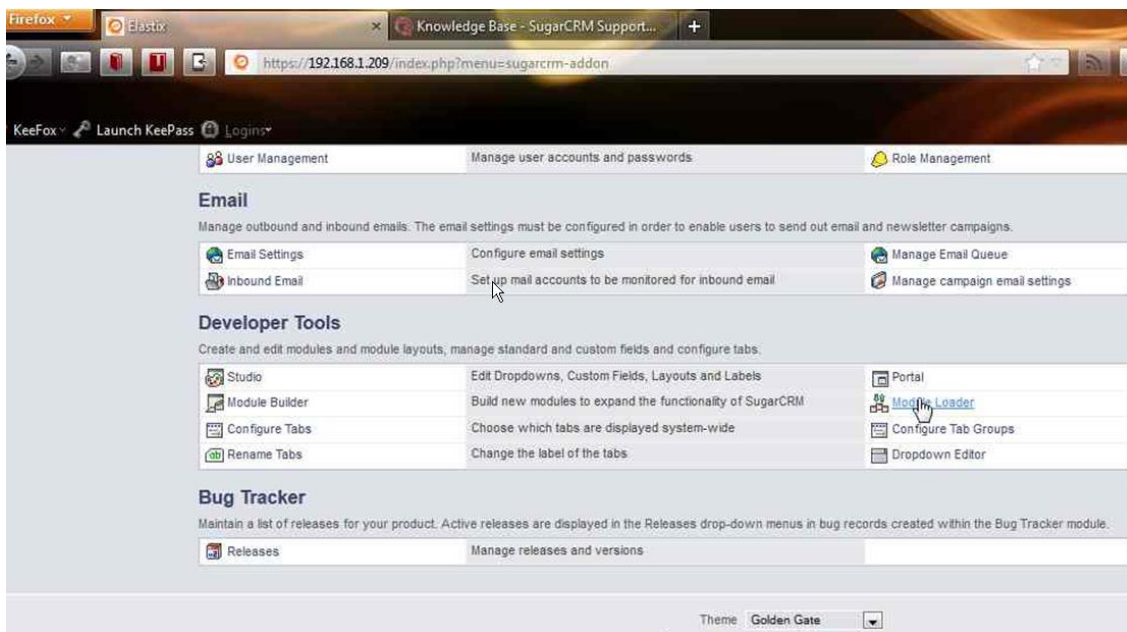 Firefox
Elastix
Knowledge Base - SugarCRM Support...
https://192.168.1.209/index.php?menu=sugarcrm-addon
KeeFox Launch KeePass Logins
User Management Manage user accounts and passwords Role Management
Email
Manage outbound and inbound emails. The email settings must be configured in order to enable users to send out email and newsletter campaigns.
Email Settings Configure email settings Manage Email Queue
Inbound Email Set up mail accounts to be monitored for inbound email Manage campaign email settings
Developer Tools
Create and edit modules and module layouts, manage standard and custom fields and configure tabs.
Studio Edit Dropdowns, Custom Fields, Layouts and Labels Portal
Module Builder Build new modules to expand the functionality of SugarCRM Module Loader
Configure Tabs Choose which tabs are displayed system-wide Configure Tab Groups
Rename Tabs Change the label of the tabs Dropdown Editor
Bug Tracker
Maintain a list of releases for your product. Active releases are displayed in the Releases drop-down menus in bug records created within the Bug Tracker module.
Releases Manage releases and versions
Theme Golden Gate